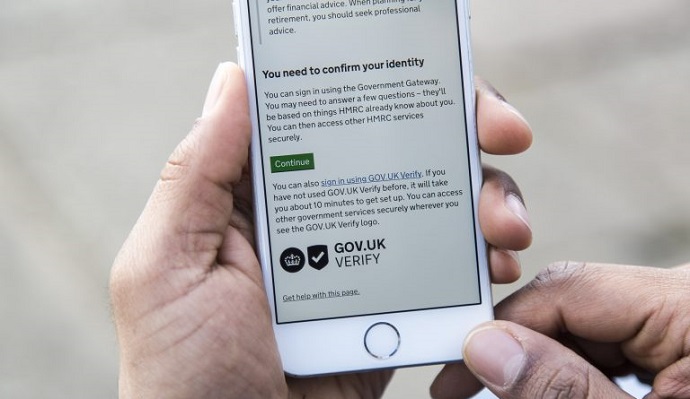 offer financial advice. When planning for y
retirement, you should seek professional
advice.
You need to confirm your identity
You can sign in using the Government Gateway.
You may need to answer a few questions – they'll
be based on things HMRC already know about you.
You can then access other HMRC services
securely.
Continue
You can also sign in using GOV.UK Verify. If you
have not used GOV.UK Verify before, it will take
you about 10 minutes to get set up. You can access
other government services securely wherever you
see the GOV.UK Verify logo.
GOV.UK
VERIFY
Get help with this page.